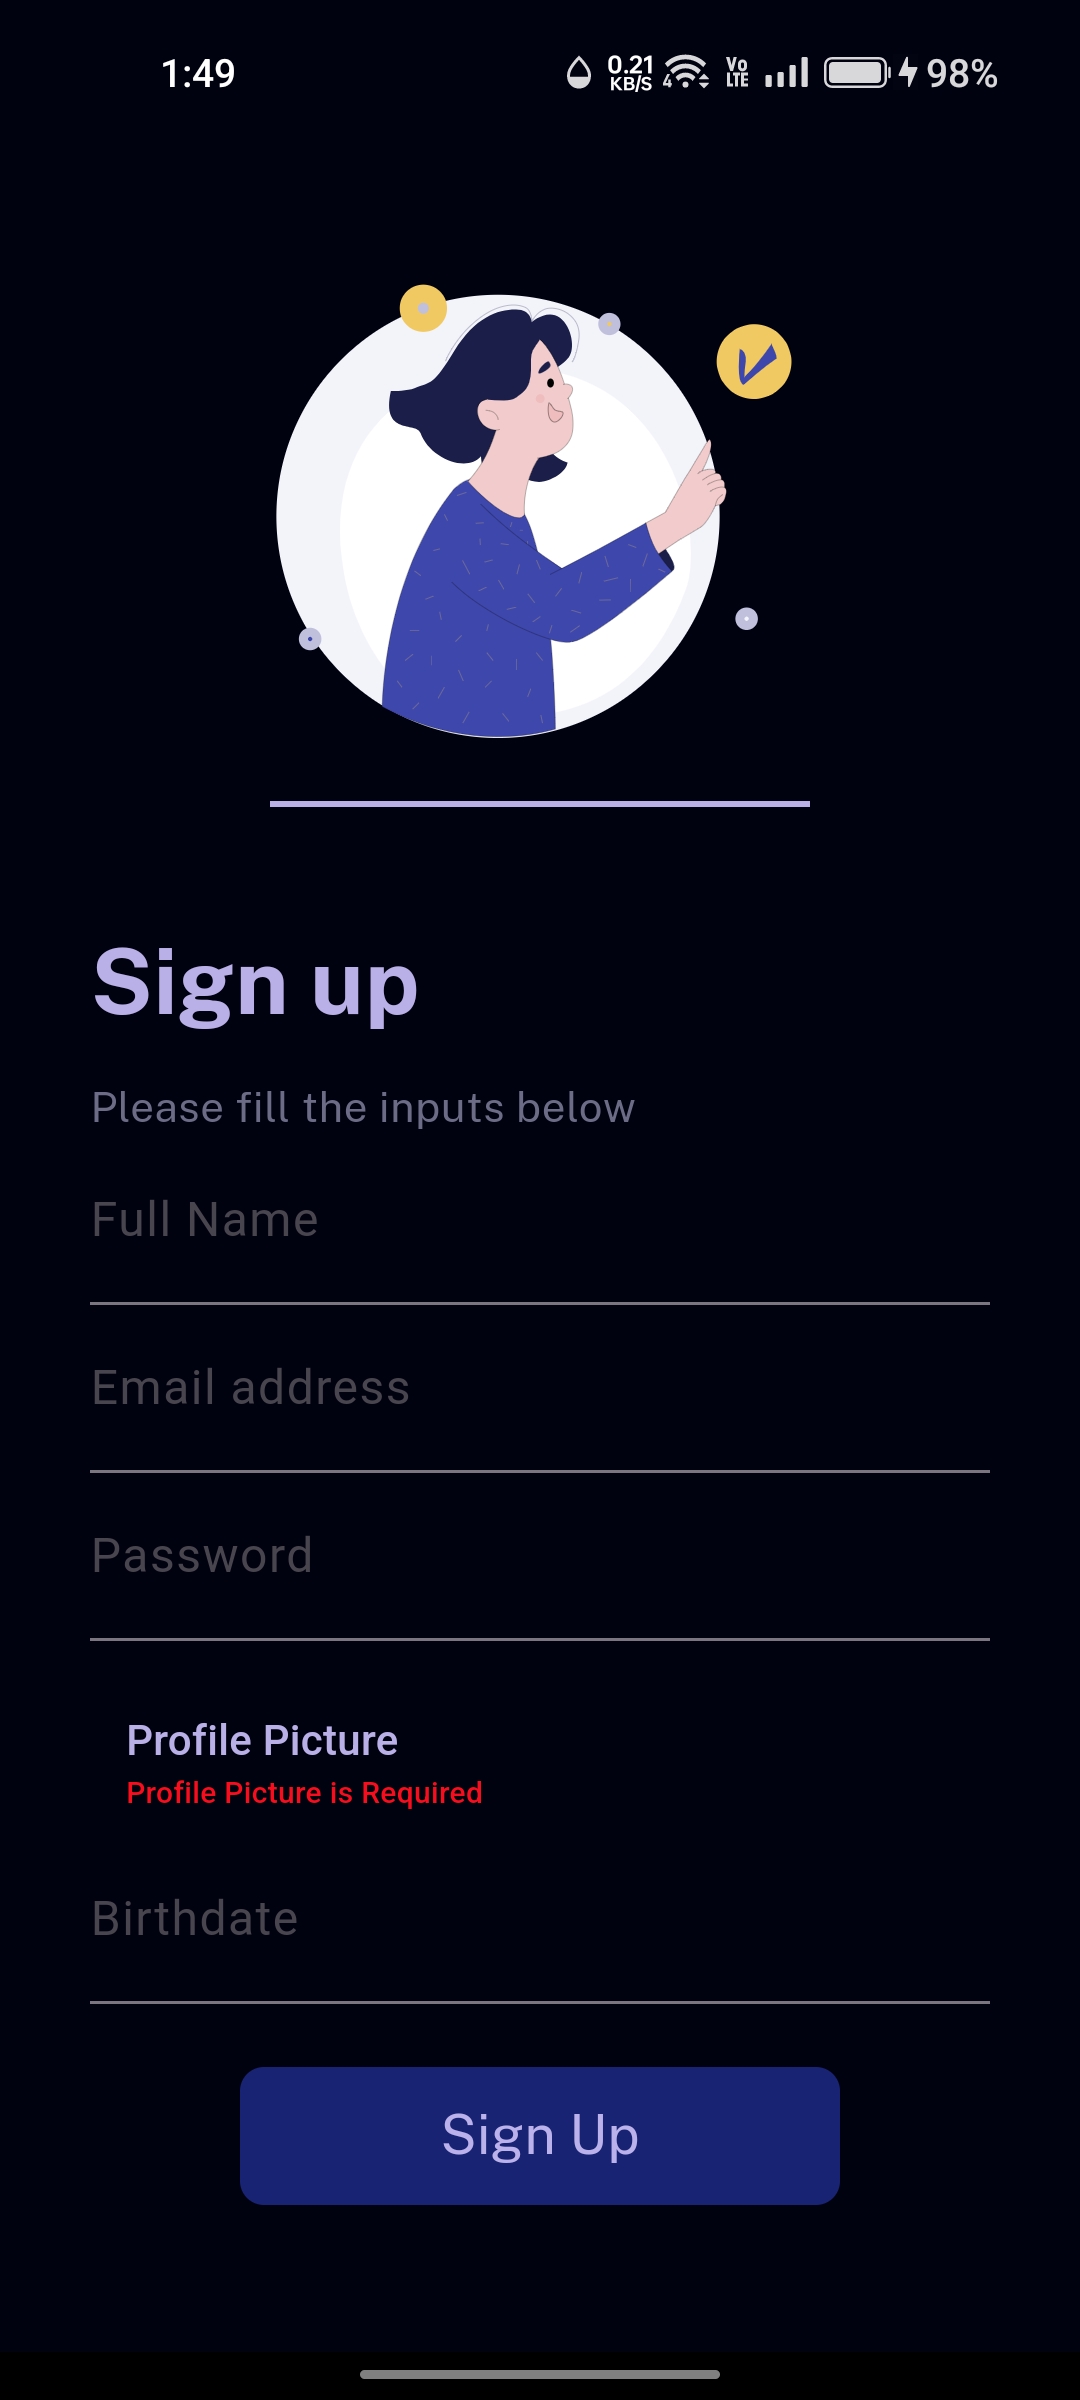 1:49
0.21
KB/S
4
Vo
LTE
98%
Sign up
Please fill the inputs below
Full Name
Email address
Password
Profile Picture
Profile Picture is Required
Birthdate
Sign Up